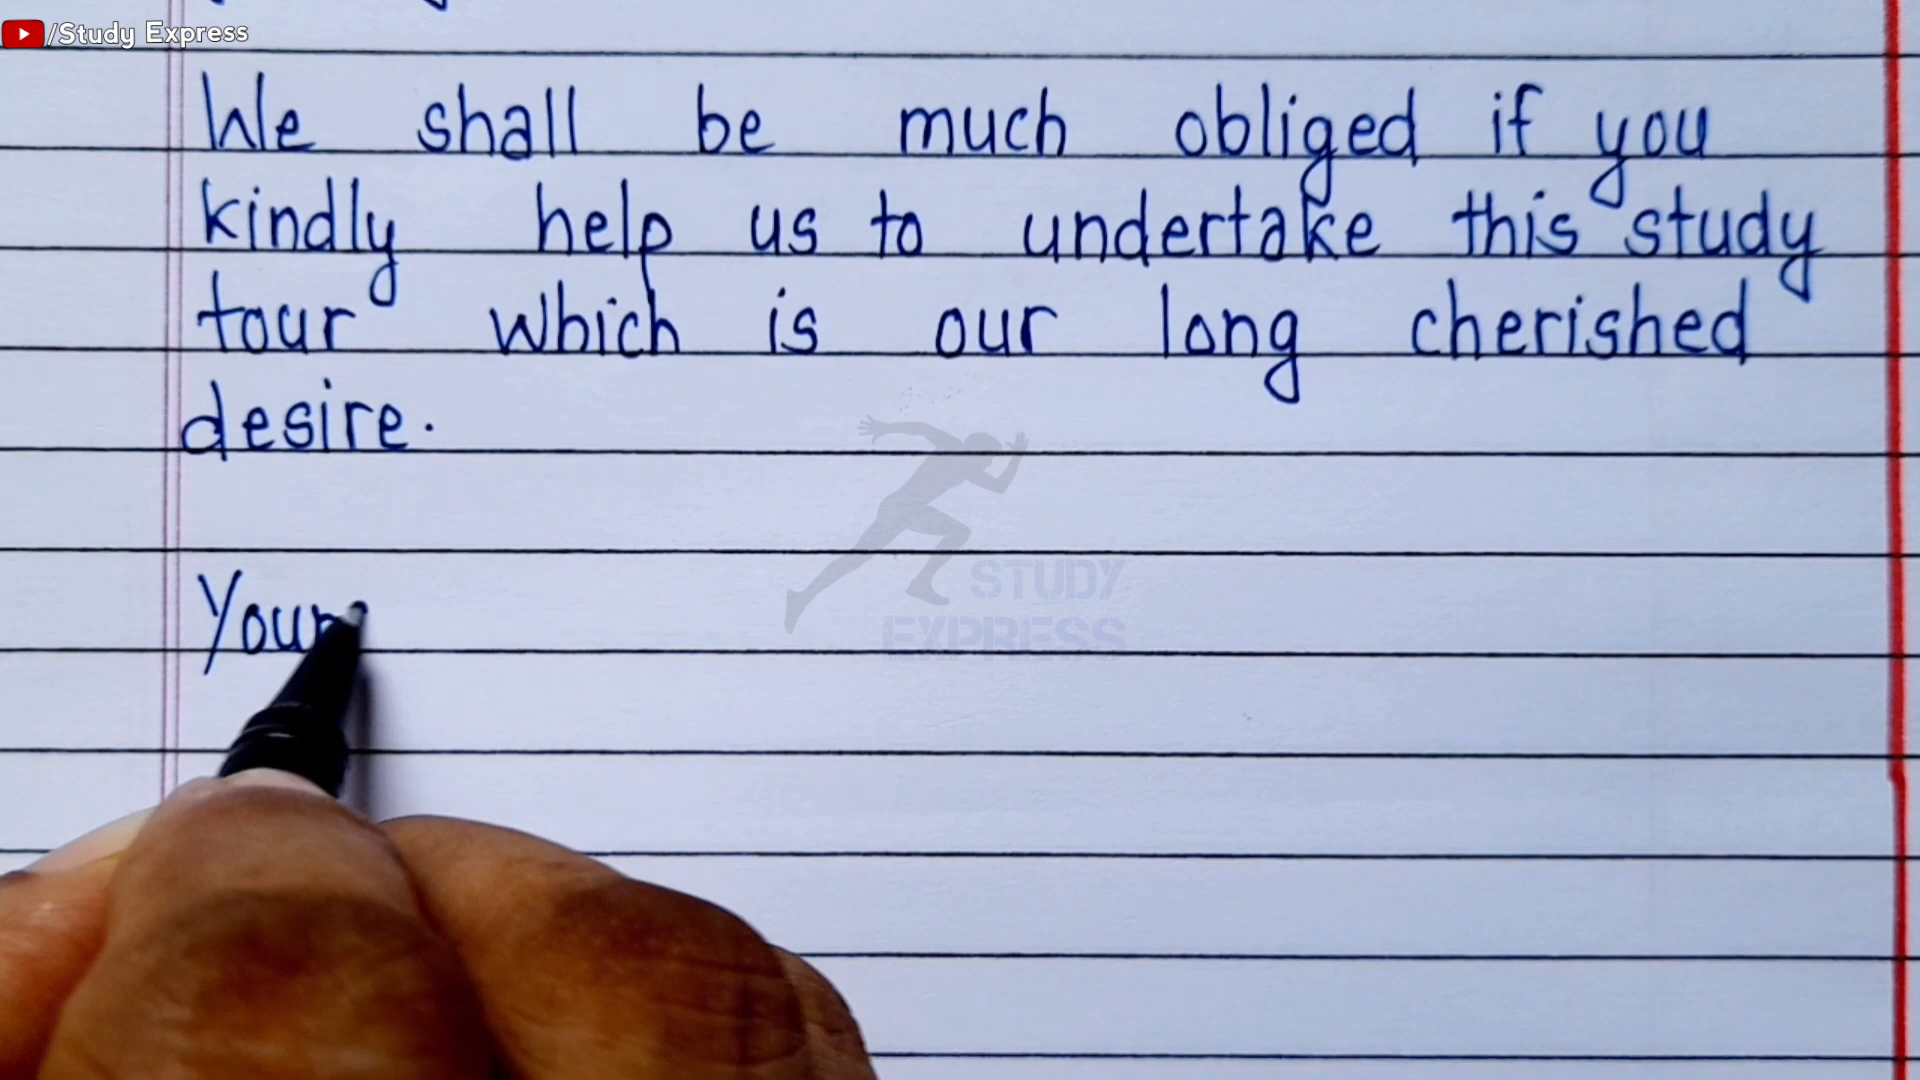 /Study Express
We shall be much obliged if you
kindly help us to undertake this study
tour which is our long cherished
desire.
STUDY
EXPRESS
Your